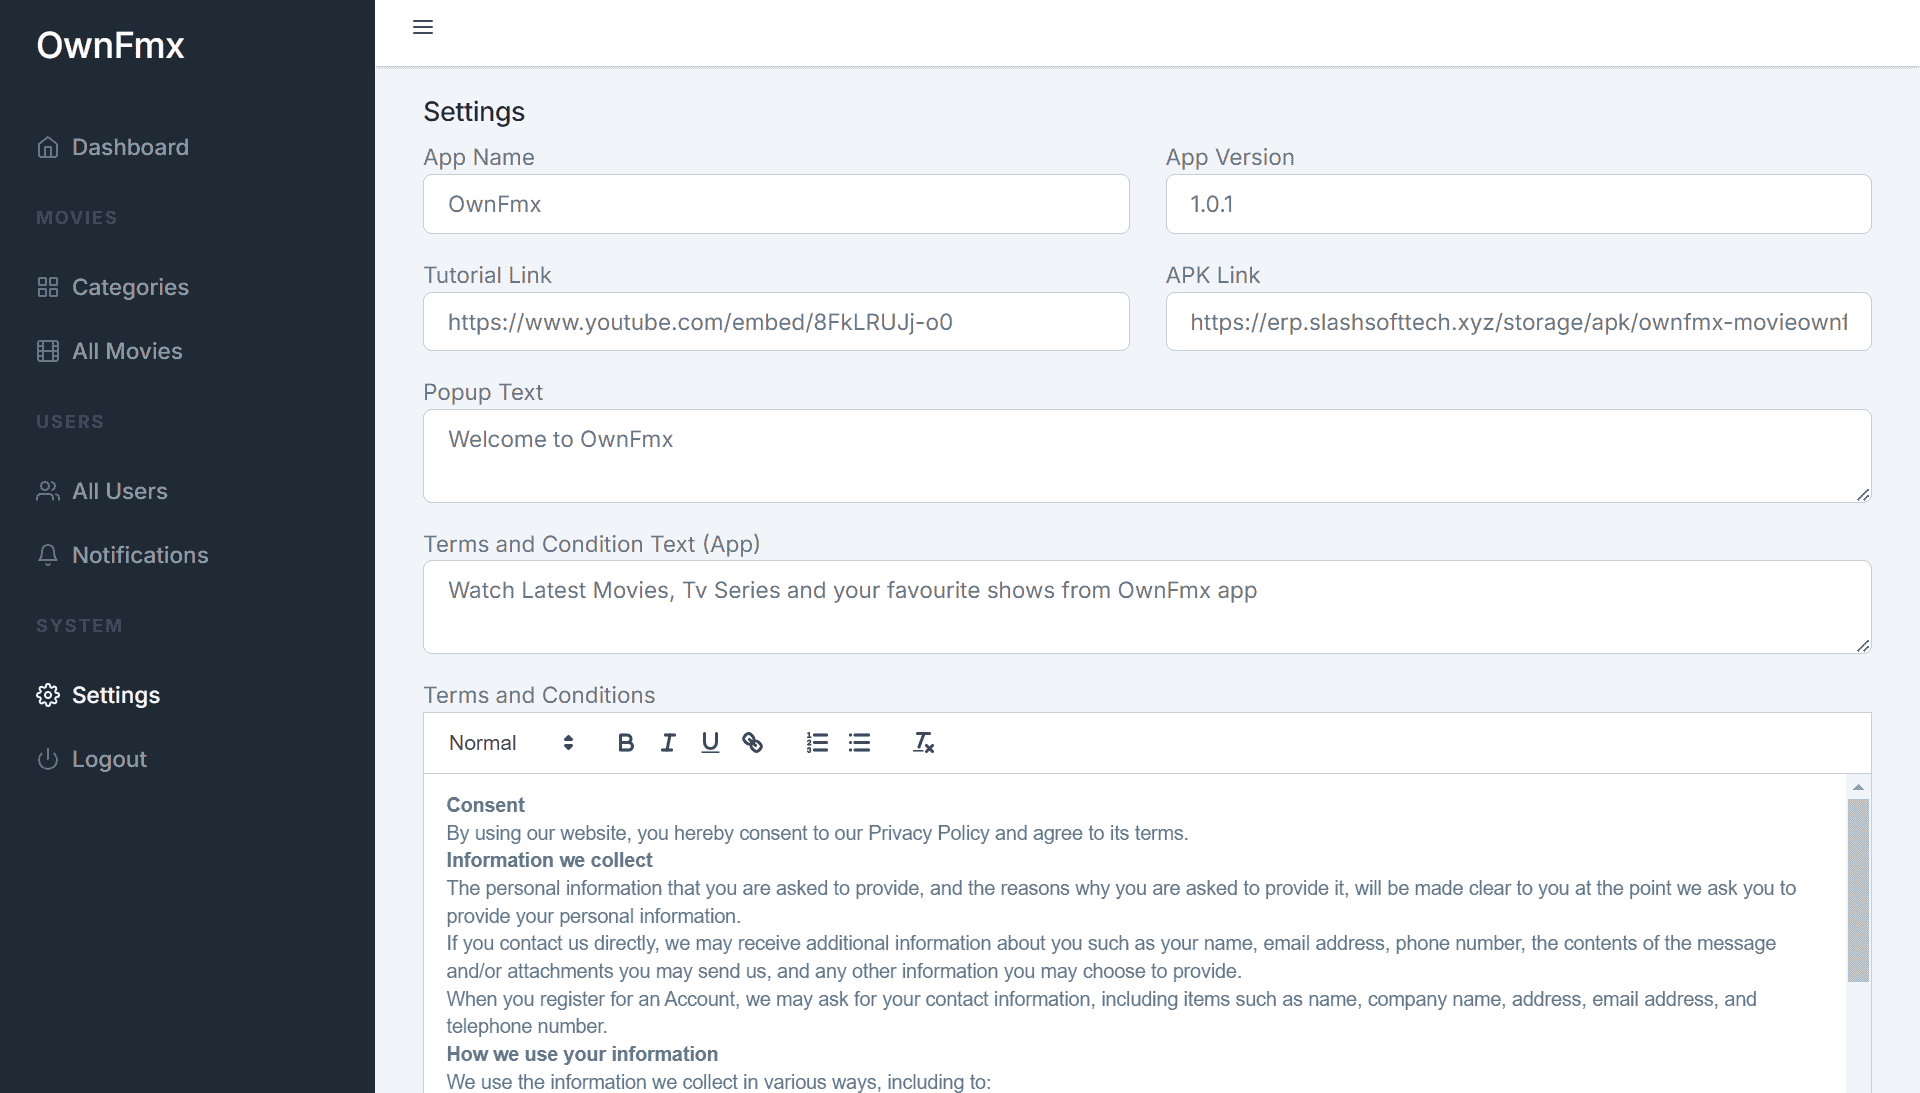 OwnFmx
Dashboard
MOVIES
Categories
All Movies
USERS
All Users
Notifications
SYSTEM
Settings
Logout
Settings
App Name
App Version
OwnFmx
1.0.1
Tutorial Link
APK Link
https://www.youtube.com/embed/8FkLRUJj-o0
https://erp.slashsofttech.xyz/storage/apk/ownfmx-movieownf
Popup Text
Welcome to OwnFmx
Terms and Condition Text (App)
Watch Latest Movies, Tv Series and your favourite shows from OwnFmx app
Terms and Conditions
Normal
Consent
By using our website, you hereby consent to our Privacy Policy and agree to its terms.
Information we collect
The personal information that you are asked to provide, and the reasons why you are asked to provide it, will be made clear to you at the point we ask you to
provide your personal information.
If you contact us directly, we may receive additional information about you such as your name, email address, phone number, the contents of the message
and/or attachments you may send us, and any other information you may choose to provide.
When you register for an Account, we may ask for your contact information, including items such as name, company name, address, email address, and
telephone number.
How we use your information
We use the information we collect in various ways, including to: